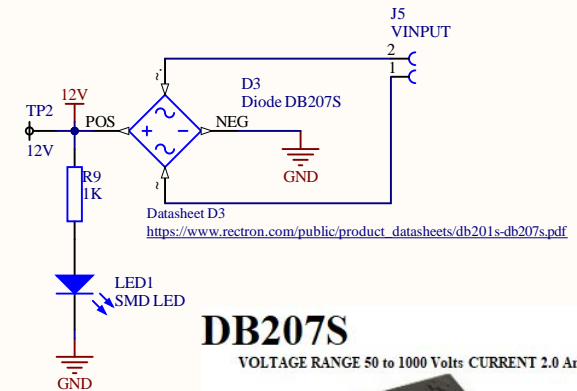 J5
VINPUT
2
1
D3
Diode DB207S
12V
TP2
POS
NEG
+
-
~
~
12V
R9
1K
GND
Datasheet D3
https://www.rectron.com/public/product_datasheets/db201s-db207s.pdf
LED1
SMD LED
GND
DB207S
VOLTAGE RANGE 50 to 1000 Volts CURRENT 2.0 Am